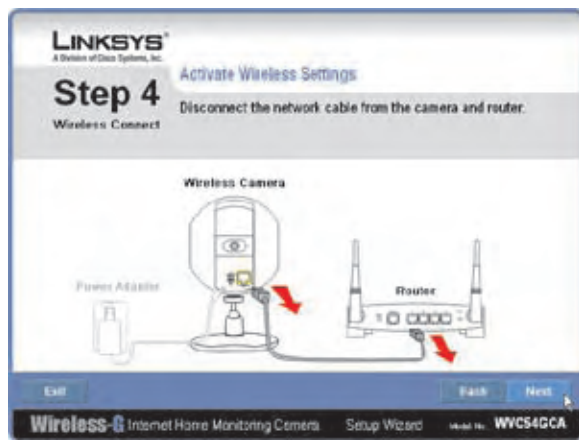 LINKSYS®
A Division of Cisco Systems, Inc.
Step 4
Wireless Connect
Activate Wireless Settings
Disconnect the network cable from the camera and router.
Wireless Camera
Power Adapter
Router
Exit
Back
Next
Wireless-G Internet Home Monitoring Camera Setup Wizard Model No. WVC54GCA